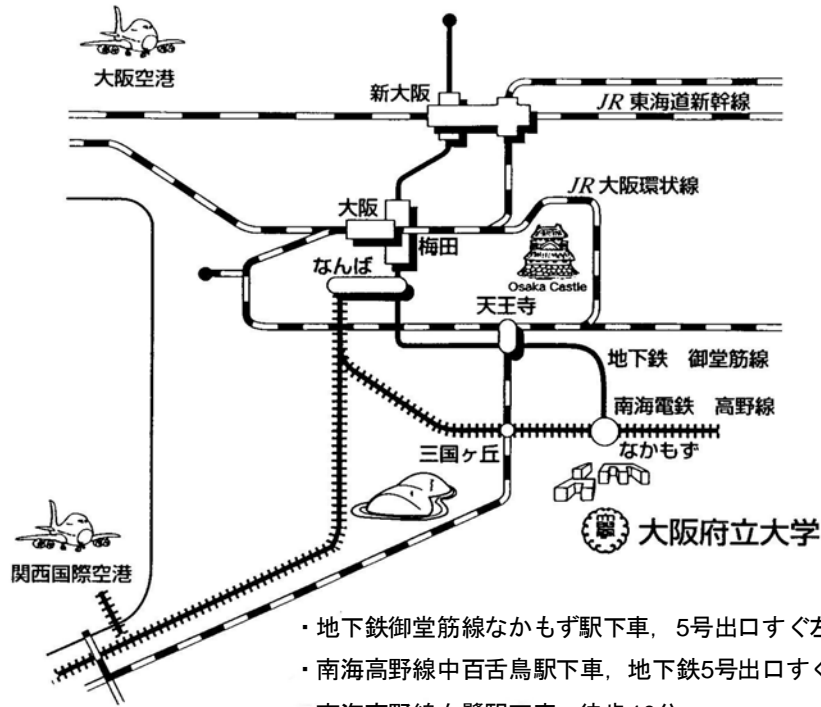 大阪空港
新大阪
JR 東海道新幹線
JR 大阪環状線
大阪
梅田
なんば
Osaka Castle
天王寺
地下鉄 御堂筋線
南海電鉄 高野線
三国ヶ丘
なかもず
大阪府立大学
関西国際空港
・地下鉄御堂筋線なかもず駅下車, 5号出口すぐ左
・南海高野線中百舌鳥駅下車, 地下鉄5号出口すぐ